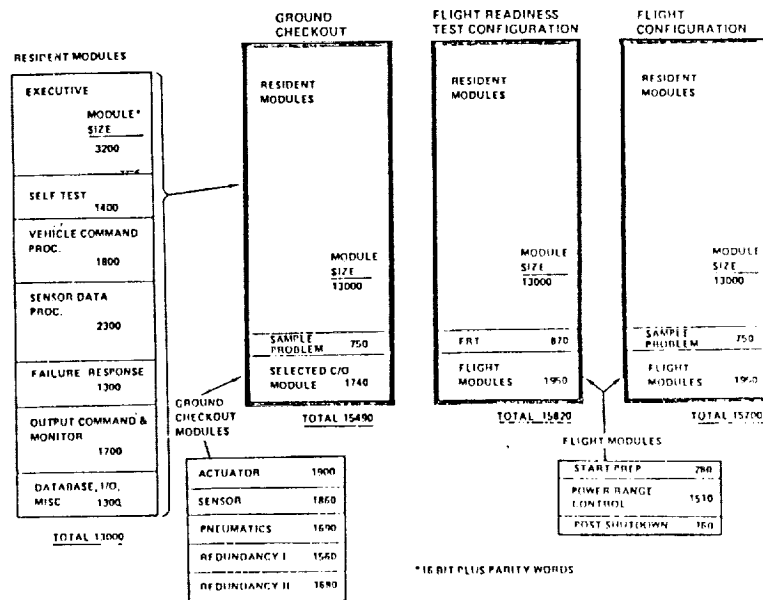 GROUND
CHECKOUT
FLIGHT READINESS
TEST CONFIGURATION
FLIGHT
CONFIGURATION
RESIDENT MODULES
EXECUTIVE
MODULE*
SIZE
3200
SELF TEST
1400
VEHICLE COMMAND
PROC.
1800
SENSOR DATA
PROC.
2300
FAILURE RESPONSE
1300
OUTPUT COMMAND &
MONITOR
1700
DATABASE, I/O,
MISC 1300
TOTAL 13000
RESIDENT
MODULES
MODULE
SIZE
13000
SAMPLE
PROBLEM 750
SELECTED C/O
MODULE 1740
TOTAL 15490
RESIDENT
MODULES
MODULE
SIZE
13000
FRT 870
FLIGHT
MODULES 1950
TOTAL 15820
RESIDENT
MODULES
MODULE
SIZE
13000
SAMPLE
PROBLEM 750
FLIGHT
MODULES 1950
TOTAL 15700
GROUND
CHECKOUT
MODULES
ACTUATOR 1900
SENSOR 1860
PNEUMATICS 1690
REDUNDANCY I 1560
REDUNDANCY II 1680
FLIGHT MODULES
START PREP 280
POWER RANGE
CONTROL 1510
POST SHUTDOWN 160
*16 BIT PLUS PARITY WORDS